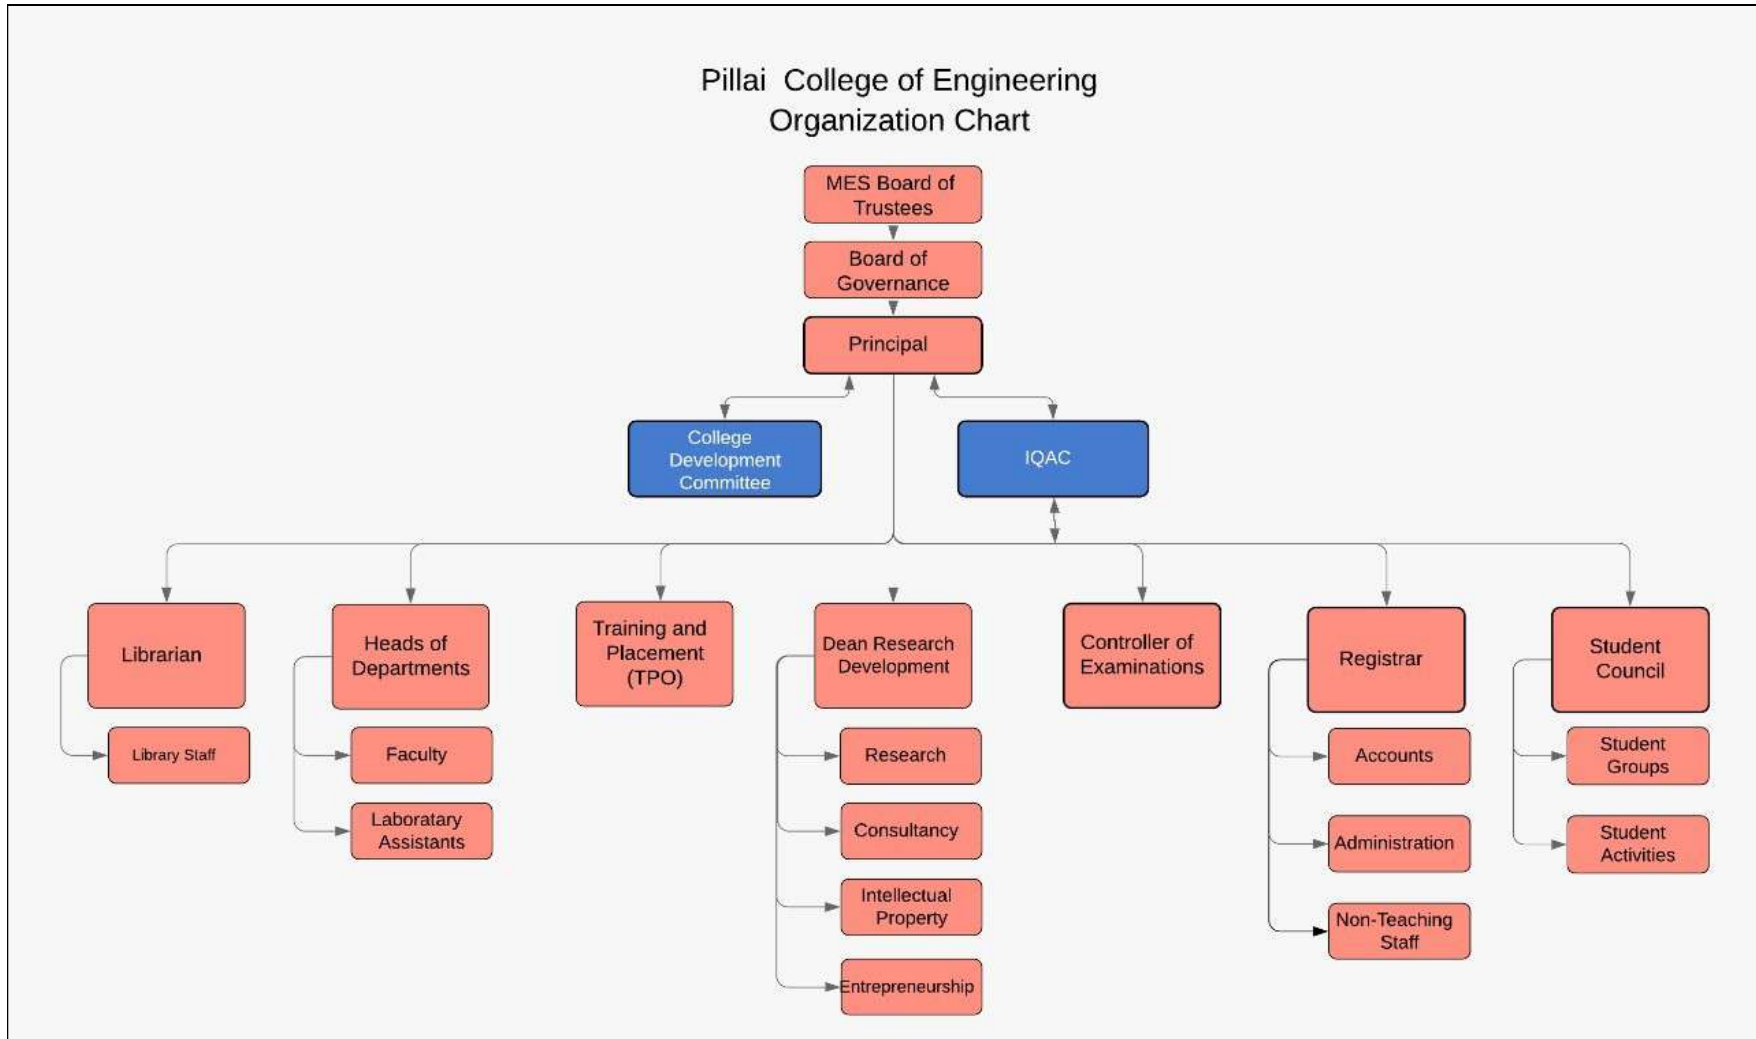 Pillai College of Engineering
Organization Chart
MES Board of
Trustees
Board of
Governance
Principal
College
Development
Committee
IQAC
Librarian
Heads of
Departments
Training and
Placement
(TPO)
Dean Research
Development
Controller of
Examinations
Registrar
Student
Council
Library Staff
Faculty
Research
Accounts
Student
Groups
Laboratary
Assistants
Consultancy
Administration
Student
Activities
Intellectual
Property
Non-Teaching
Staff
Entrepreneurship